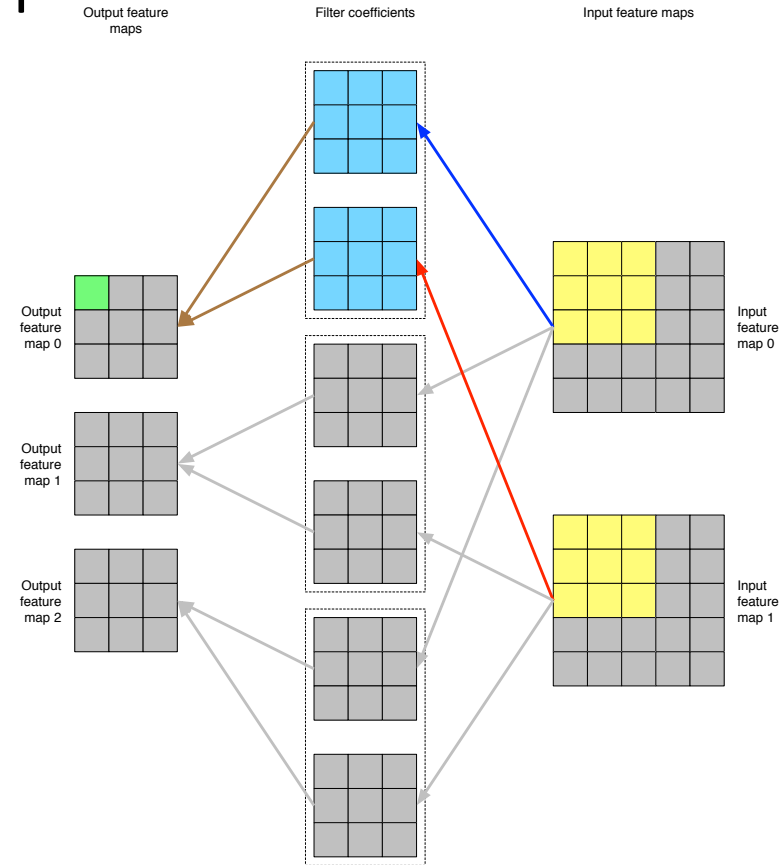 Output feature
maps
Filter coefficients
Input feature maps
Output
feature
map 0
Input
feature
map 0
Output
feature
map 1
Output
feature
map 2
Input
feature
map 1